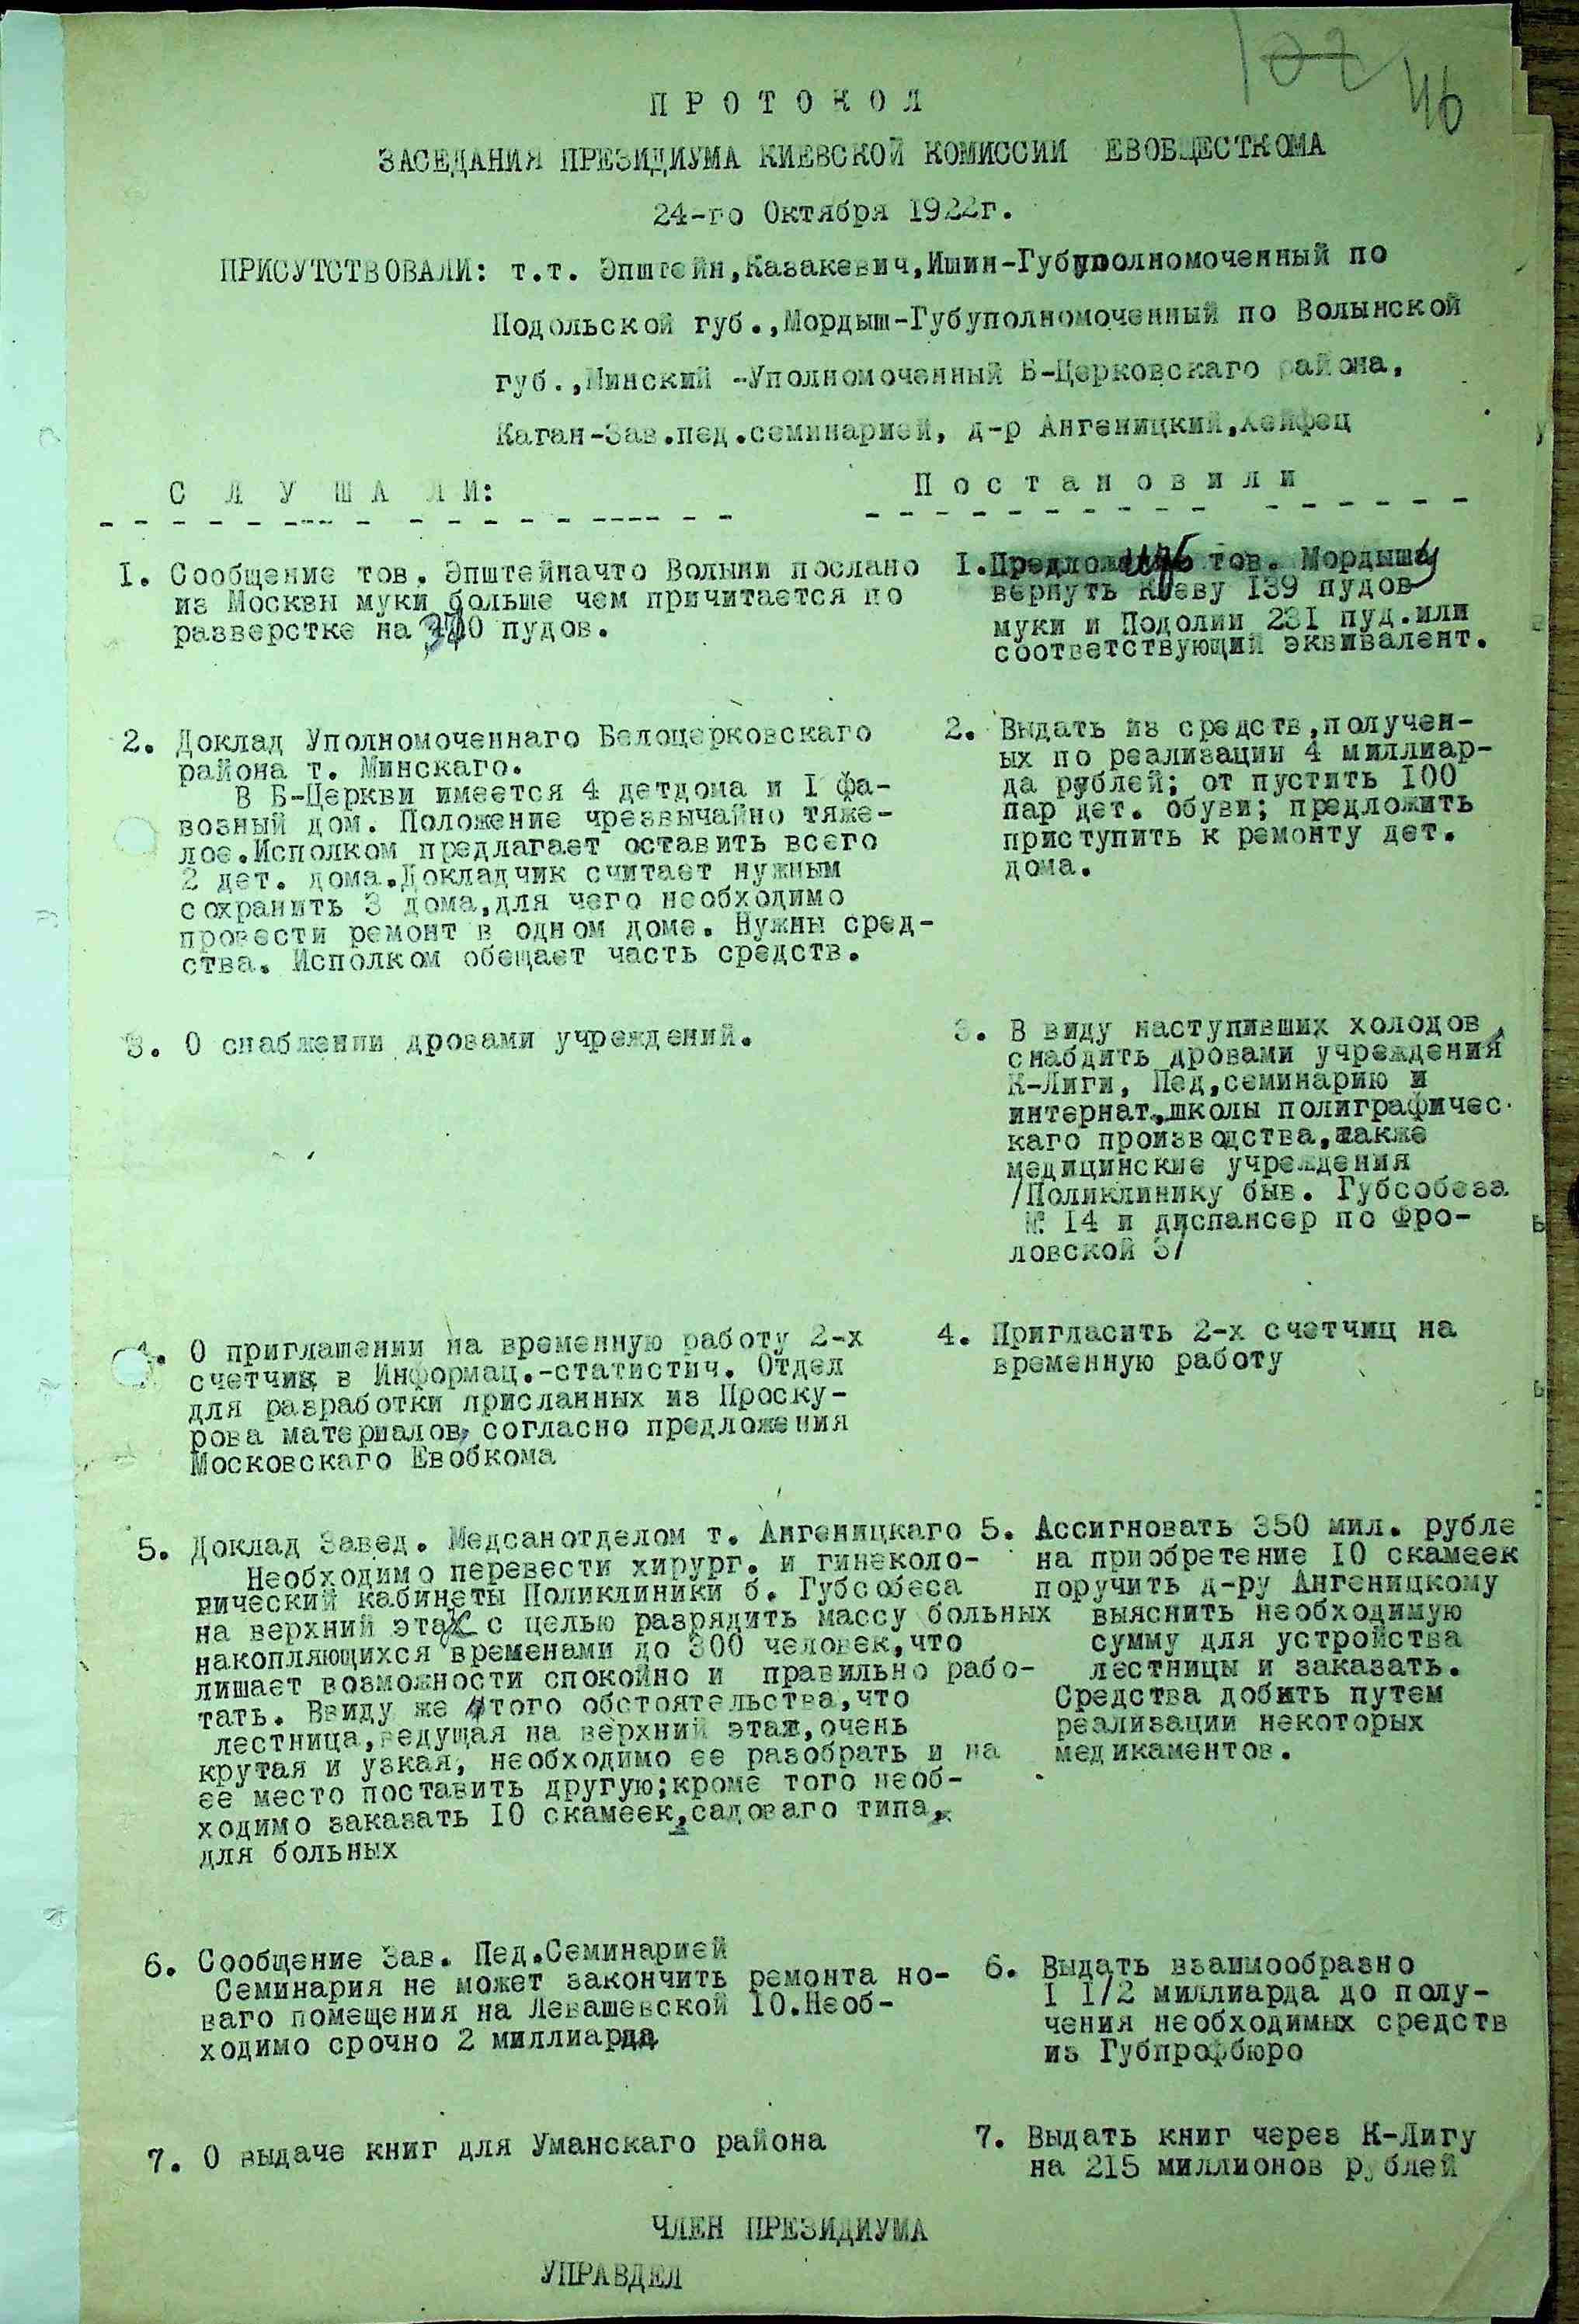 46
П Р О Т О К О Л
ЗАСЕДАНИЯ ПРЕЗИДИУМА КИЕВСКОЙ КОМИССИИ ЕВОБЩЕСТКОМА
24-го Октября 1922г.
ПРИСУТСТВОВАЛИ: т.т. Эпштейн,Казакевич,Ишин-Губуполномоченный по
Подольской губ.,Мордыш-Губуполномоченный по Волынской
губ.,Минский -Уполномоченный Б-Церковскаго района,
Каган-Зав.пед.семинарией, д-р Ангеницкий,Хейфец
С Л У Ш А Л И:
1. Сообщение тов. Эпштейначто Волыни послано
из Москвы муки больше чем причитается по
разверстке на 370 пудов.
2. Доклад Уполномоченнаго Белоцерковскаго
района т. Минскаго.
В Б-Церкви имеется 4 детдома и I фа-
возный дом. Положение чрезвычайно тяже-
лое.Исполком предлагает оставить всего
2 дет. дома.Докладчик считает нужным
сохранить 3 дома,для чего необходимо
провести ремонт в одном доме. Нужны сред-
ства. Исполком обещает часть средств.
3. О снабжении дровами учреждений.
4. О приглашении на временную работу 2-х
счетчиц в Информац.-статистич. Отдел
для разработки присланных из Проску-
рова материалов, согласно предложения
Московскаго Евобкома
5. Доклад Завед. Медсанотделом т. Ангеницкаго
Необходимо перевести хирург. и гинеколо-
гический кабинеты Поликлиники б. Губсобеса
на верхний этаж с целью разрядить массу больных
накопляющихся временами до 300 человек,что
лишает возможности спокойно и правильно рабо-
тать. Ввиду же этого обстоятельства,что
лестница,ведущая на верхний этаж,очень
крутая и узкая, необходимо ее разобрать и на
ее место поставить другую;кроме того необ-
ходимо заказать IO скамеек,садоваго типа,
для больных
6. Сообщение Зав. Пед.Семинарией
Семинария не может закончить ремонта но-
ваго помещения на Левашевской IO.Необ-
ходимо срочно 2 миллиарда
7. О выдаче книг для Уманскаго района
П о с т а н о в и л и
I.Предложить тов. Мордышу
вернуть Киеву I39 пудов
муки и Подолии 231 пуд.или
соответствующий эквивалент.
2. Выдать из средств,получен-
ых по реализации 4 миллиар-
да рублей; от пустить IOO
пар дет. обуви; предложить
приступить к ремонту дет.
дома.
3. В виду наступивших холодов,
снабдить дровами учреждения
К-Лиги, Пед,семинарию и
интернат.,школы полиграфичес-
каго производства,также
медицинские учреждения
/Поликлинику быв. Губсобеза
№ I4 и диспансер по Фро-
ловской 3/
4. Пригласить 2-х счетчиц на
временную работу
5. Ассигновать 350 мил. рубле
на приобретение IO скамеек
поручить д-ру Ангеницкому
выяснить необходимую
сумму для устройства
лестницы и заказать.
Средства добыть путем
реализации некоторых
медикаментов.
6. Выдать взаимообразно
I I/2 миллиарда до полу-
чения необходимых средств
из Губпрофбюро
7. Выдать книг через К-Лигу
на 215 миллионов рублей
ЧЛЕН ПРЕЗИДИУМА
УПРАВДЕЛ